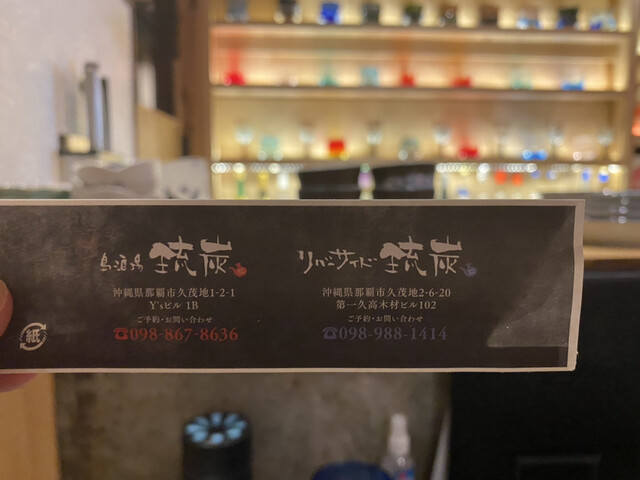 鳥酒場 琉炭
沖縄県那覇市久茂地1-2-1
Y'sビル 1B
ご予約・お問い合わせ
☎098-867-8636
リバーサイド 琉炭
沖縄県那覇市久茂地2-6-20
第一久高木材ビル102
ご予約・お問い合わせ
☎098-988-1414
紙